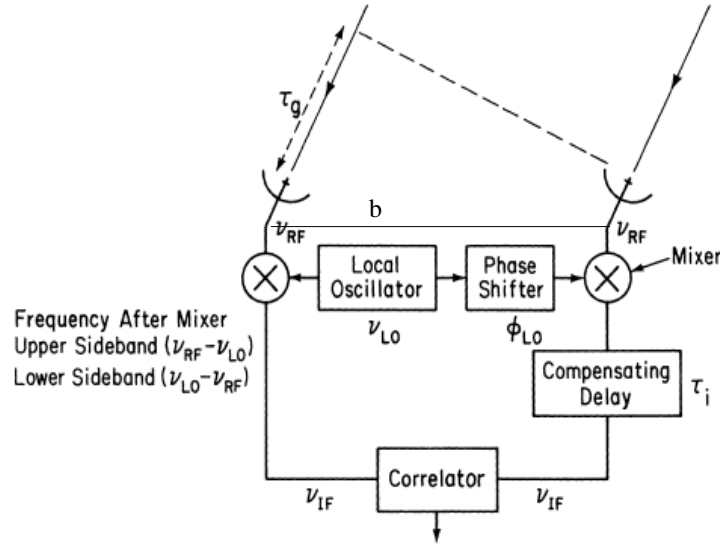 τg
b
νRF
νRF
Local
Oscillator
Phase
Shifter
Mixer
νLO
ϕLO
Frequency After Mixer
Upper Sideband (νRF–νLO)
Lower Sideband (νLO–νRF)
Compensating
Delay
τi
Correlator
νIF
νIF